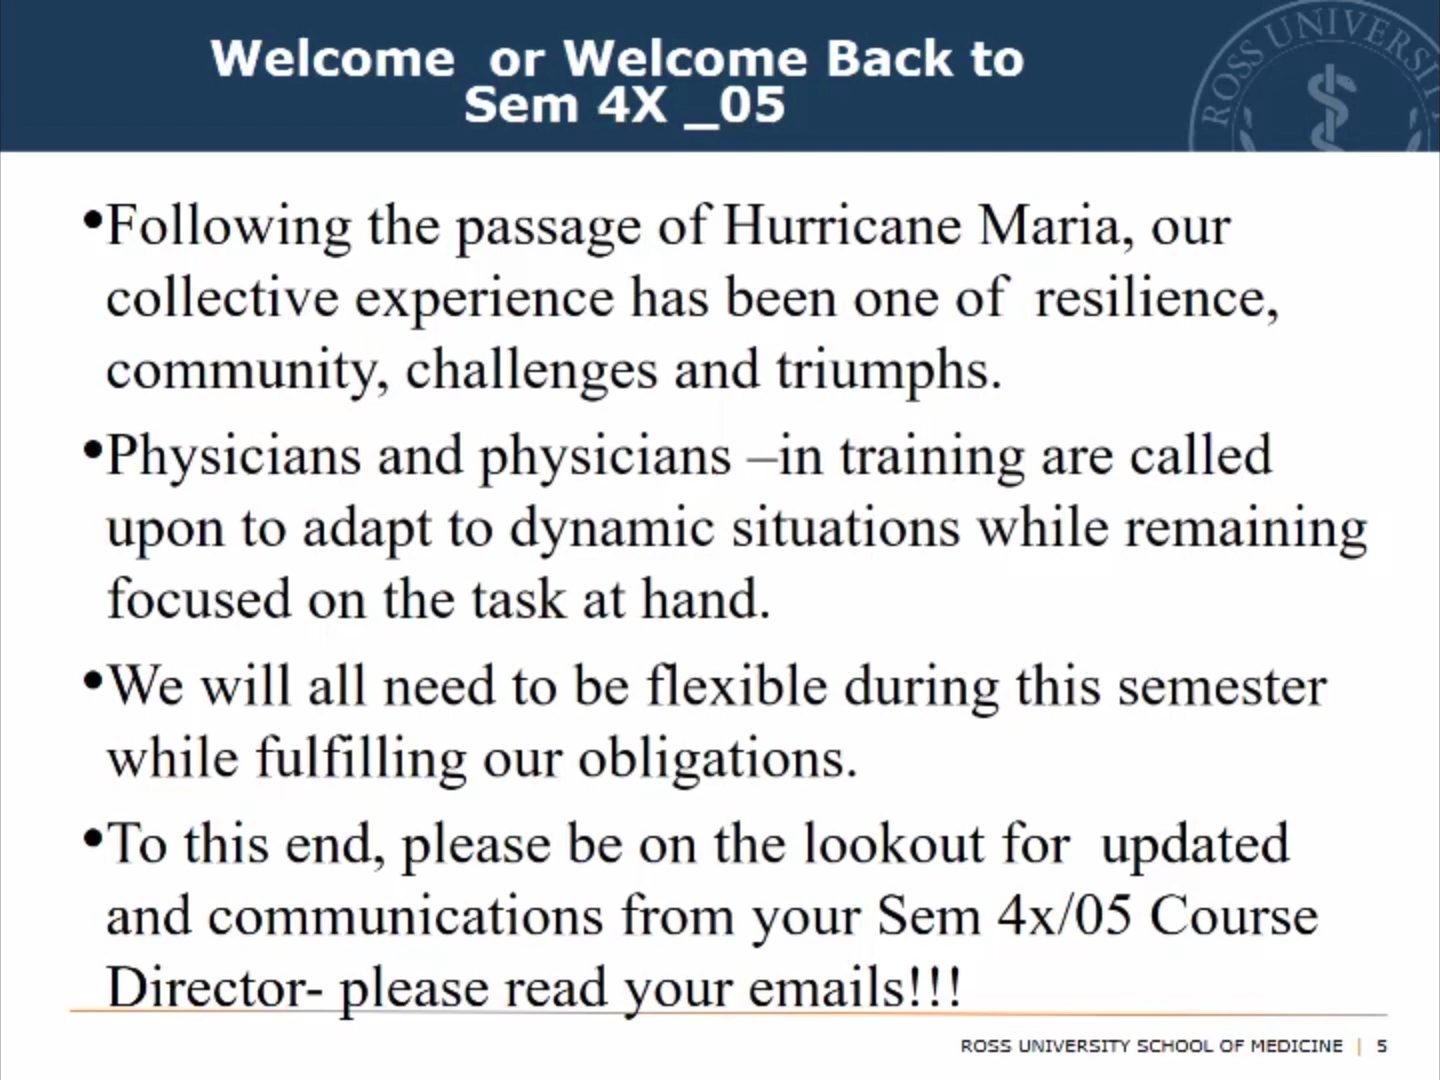 Welcome  or Welcome Back to
Sem 4X _05
ROSS UNIVERSI
•Following the passage of Hurricane Maria, our
collective experience has been one of  resilience,
community, challenges and triumphs.
•Physicians and physicians –in training are called
upon to adapt to dynamic situations while remaining
focused on the task at hand.
•We will all need to be flexible during this semester
while fulfilling our obligations.
•To this end, please be on the lookout for  updated
and communications from your Sem 4x/05 Course
Director- please read your emails!!!
ROSS UNIVERSITY SCHOOL OF MEDICINE | 5